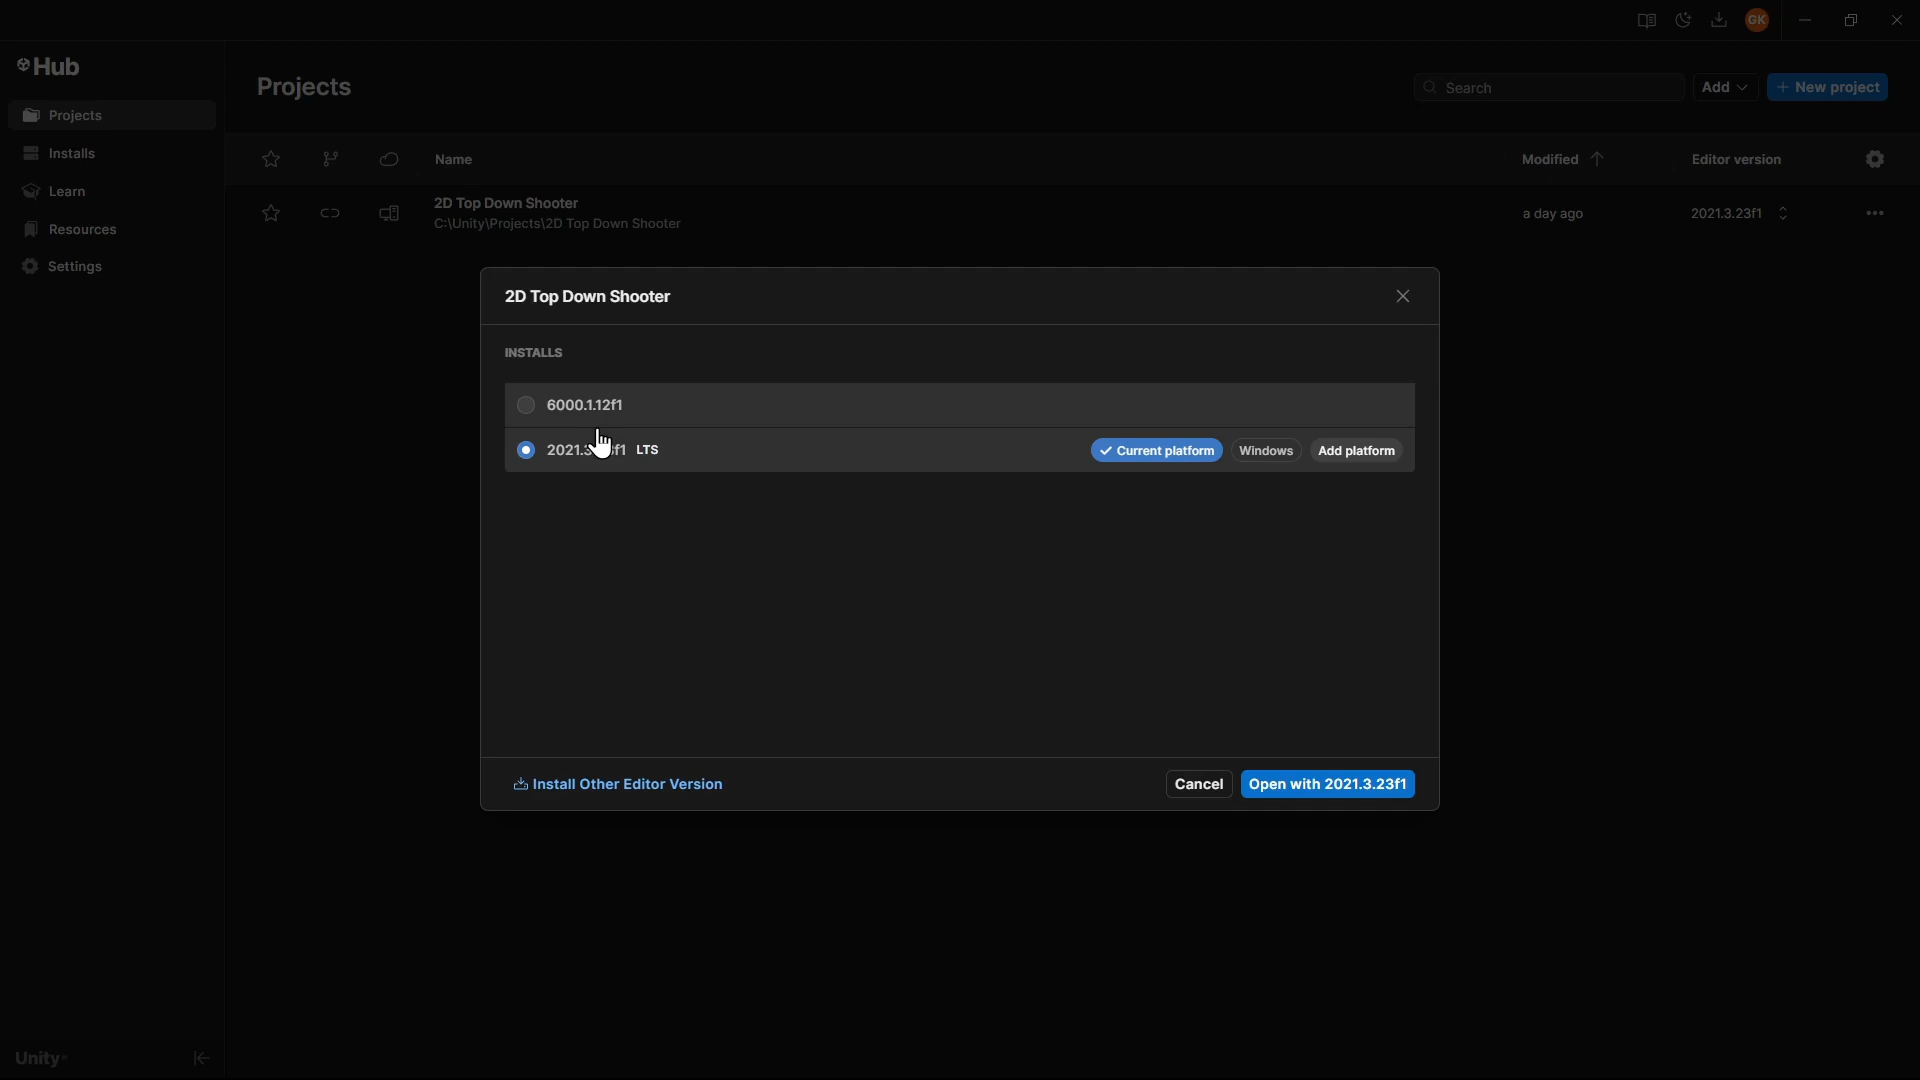 GK
Hub
Projects
Search
Add
+ New project
Projects
Installs
Learn
Resources
Settings
Name
Modified
Editor version
2D Top Down Shooter
C:\Unity\Projects\2D Top Down Shooter
a day ago
2021.3.23f1
2D Top Down Shooter
INSTALLS
6000.1.12f1
LTS
Current platform
Windows
Add platform
Install Other Editor Version
Cancel
Open with 2021.3.23f1
Unity